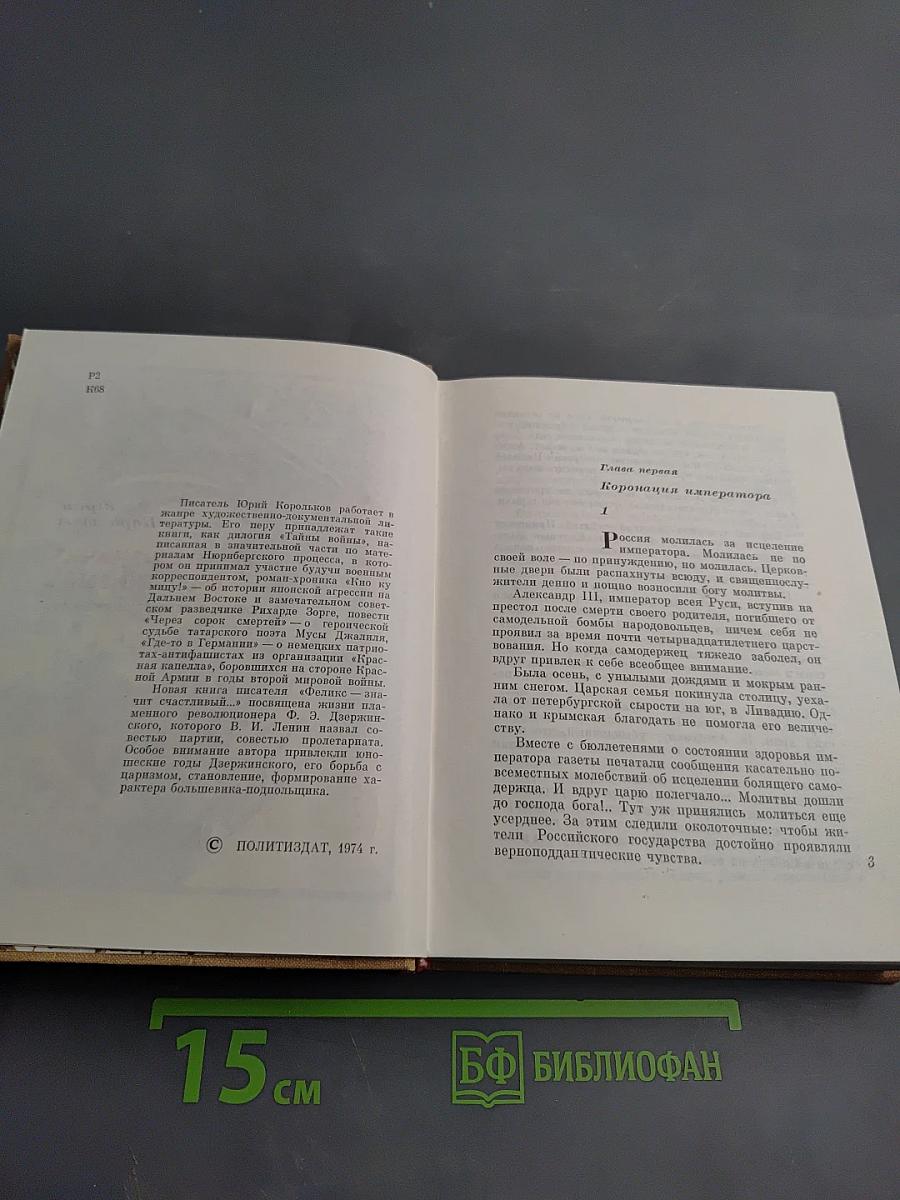 Р2
К68
Писатель Юрий Корольков работает в
жанре художественно-документальной ли-
тературы. Его перу принадлежат такие
книги, как дилогия «Тайны войны», на-
писанная в значительной части по мате-
риалам Нюрнбергского процесса, в кото-
ром он принимал участие будучи военным
корреспондентом, роман-хроника «Кио ку
мицу!» — об истории японской агрессии на
Дальнем Востоке и замечательном совет-
ском разведчике Рихарде Зорге, повести
«Через сорок смертей» — о героической
судьбе татарского поэта Мусы Джалиля,
«Где-то в Германии» — о немецких патрио-
тах-антифашистах из организации «Крас-
ная капелла», боровшихся на стороне Крас-
ной Армии в годы второй мировой войны.
Новая книга писателя «Феликс — зна-
чит счастливый...» посвящена жизни пла-
менного революционера Ф. Э. Дзержин-
ского, которого В. И. Ленин назвал со-
вестью партии, совестью пролетариата.
Особое внимание автора привлекли юно-
шеские годы Дзержинского, его борьба с
царизмом, становление, формирование ха-
рактера большевика-подпольщика.
© ПОЛИТИЗДАТ, 1974 г.
Глава первая
Коронация императора
1
Россия молилась за исцеление
императора. Молилась не по
своей воле — по принуждению, но молилась. Церков-
ные двери были распахнуты всюду, и священнослу-
жители денно и нощно возносили богу молитвы.
Александр III, император всея Руси, вступив на
престол после смерти своего родителя, погибшего от
самодельной бомбы народовольцев, ничем себя не
проявил за время почти четырнадцатилетнего царст-
вования. Но когда самодержец тяжело заболел, он
вдруг привлек к себе всеобщее внимание.
Была осень, с унылыми дождями и мокрым ран-
ним снегом. Царская семья покинула столицу, уеха-
ла от петербургской сырости на юг, в Ливадию. Од-
нако и крымская благодать не помогла его величе-
ству.
Вместе с бюллетенями о состоянии здоровья им-
ператора газеты печатали сообщения касательно по-
всеместных молебствий об исцелении болящего само-
держца. И вдруг царю полегчало... Молитвы дошли
до господа бога!.. Тут уж принялись молиться еще
усерднее. За этим следили околоточные: чтобы жи-
тели Российского государства достойно проявляли
верноподданнические чувства.
3
15 см
БФ БИБЛИОФАН